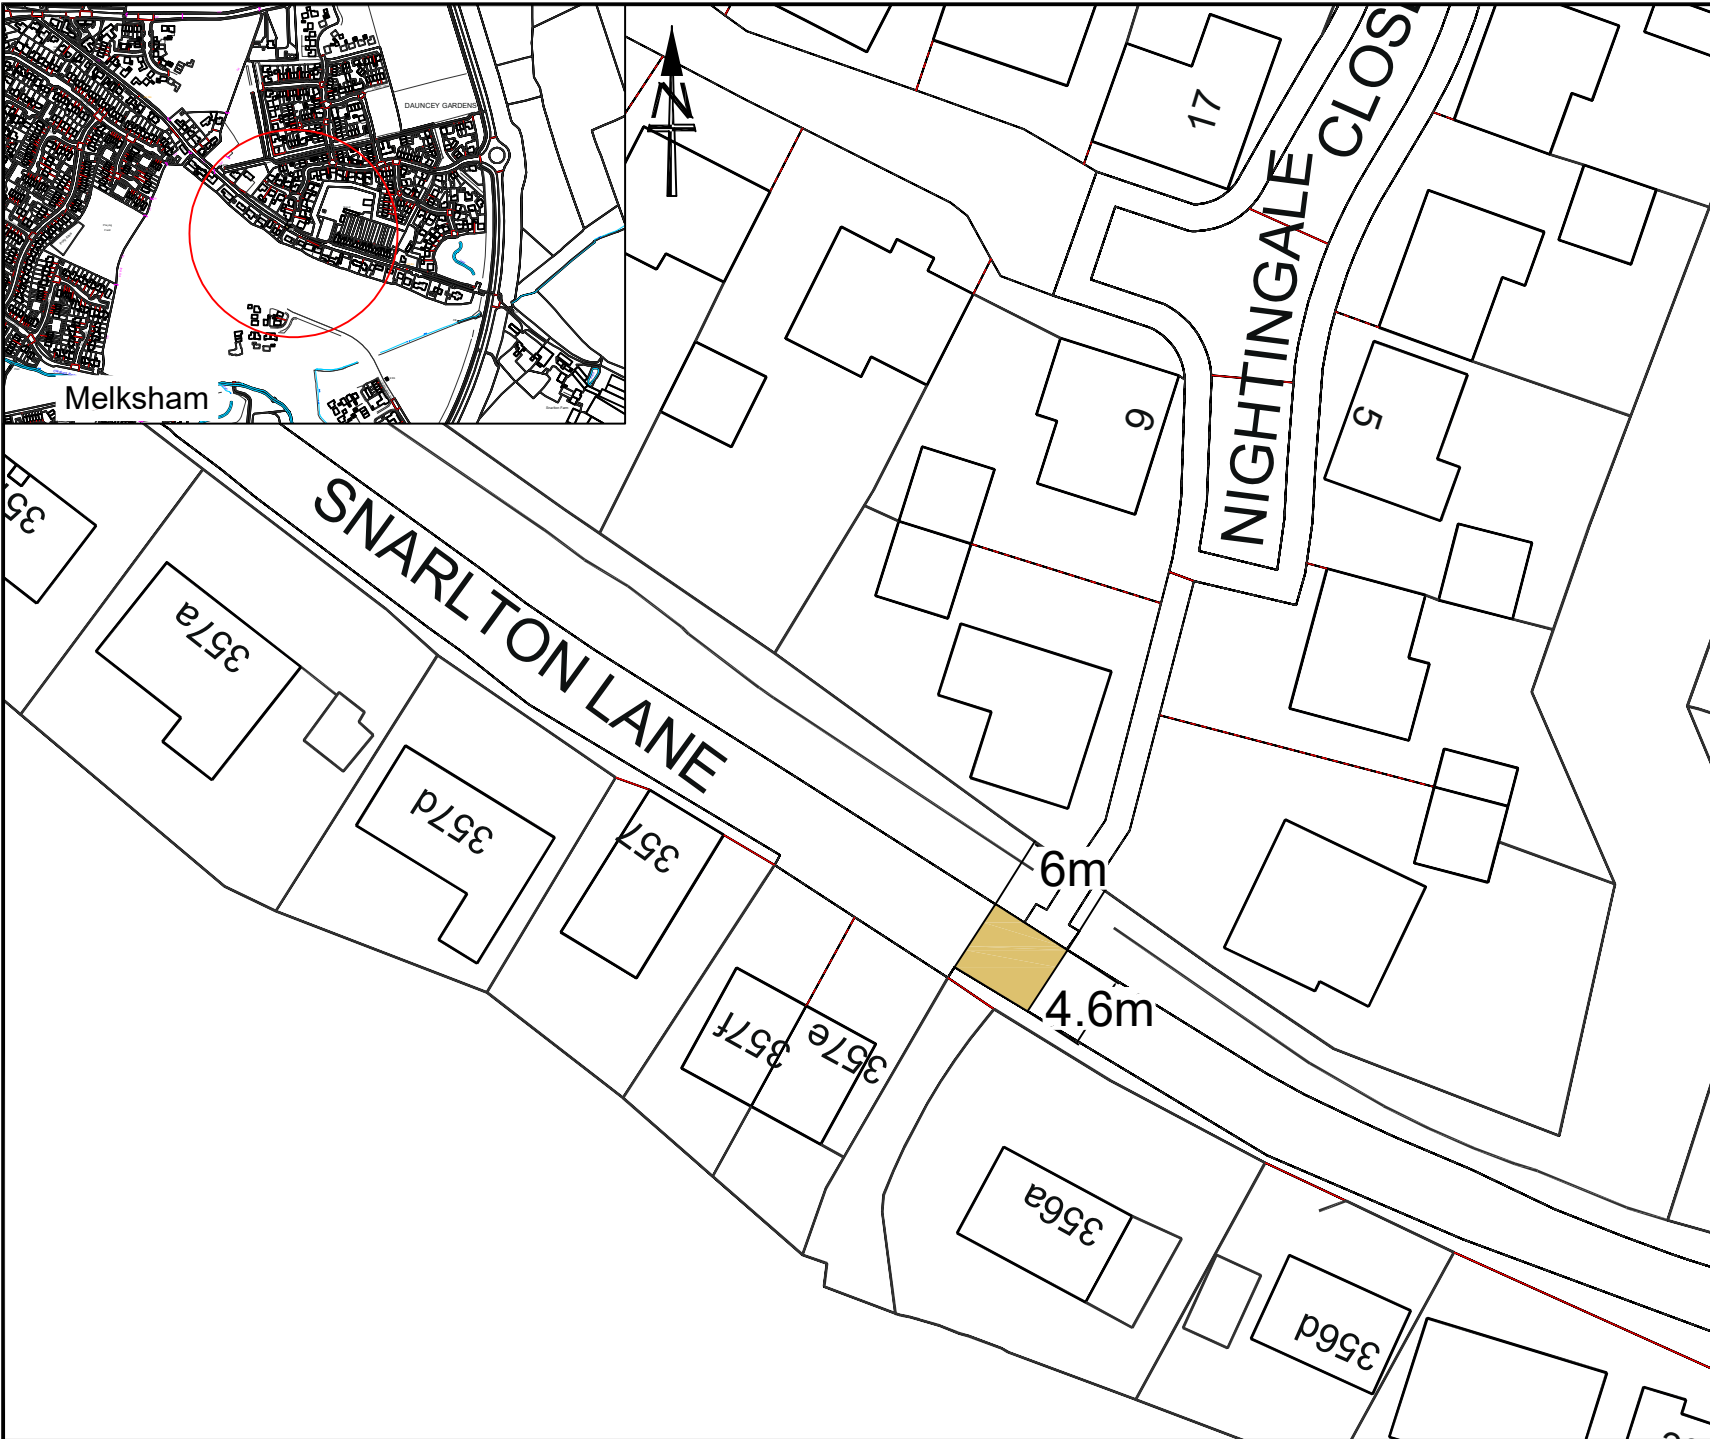 DAUNCEY GARDENS
Melksham
N
17
NIGHTINGALE CLOSE
9
5
SNARLTON LANE
357a
357d
357
6m
4.6m
357f
357e
356a
356d